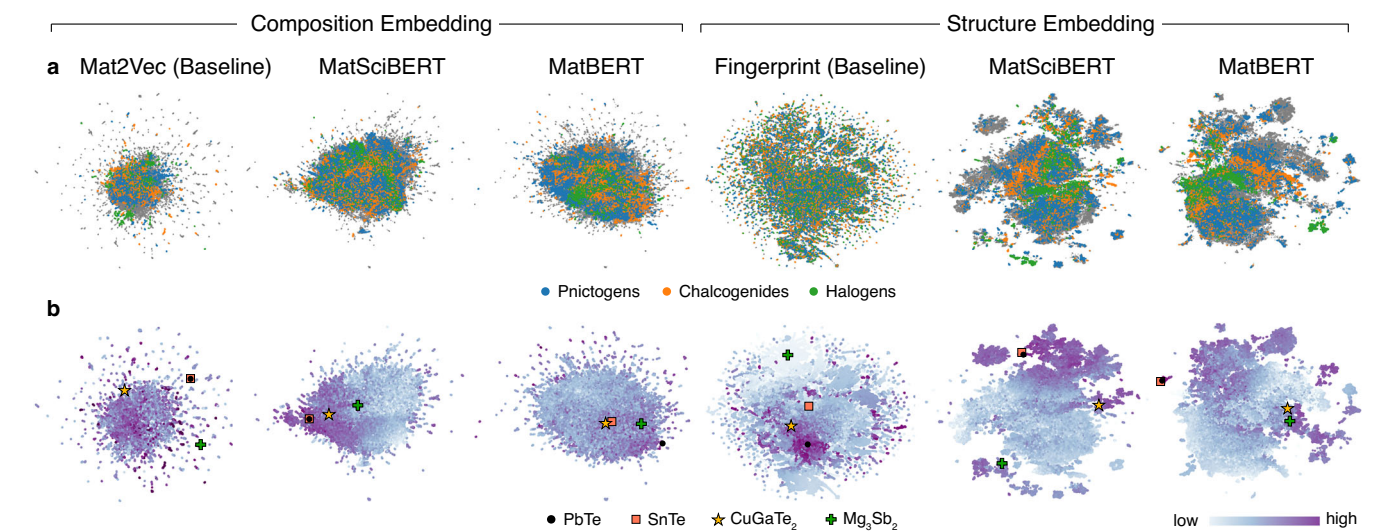 Composition Embedding
Structure Embedding
a Mat2Vec (Baseline) MatSciBERT MatBERT Fingerprint (Baseline) MatSciBERT MatBERT
Pnictogens Chalcogenides Halogens
b
PbTe SnTe CuGaTe₂ Mg₃Sb₂
low high